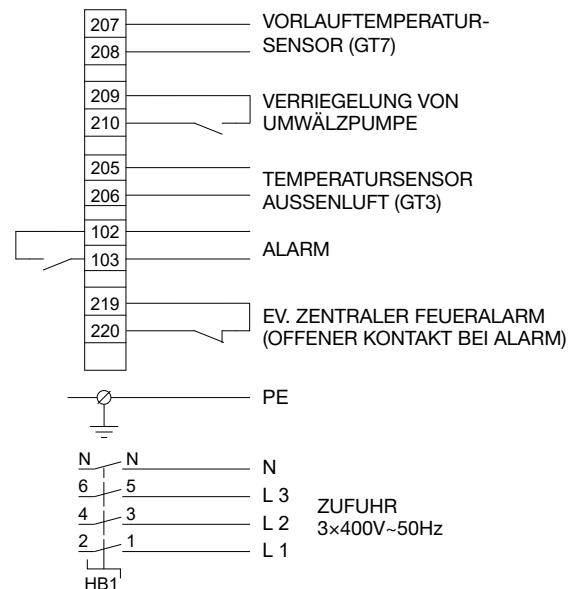 207
208
VORLAUFTEMPERATUR-
SENSOR (GT7)
209
210
VERRIEGELUNG VON
UMWÄLZPUMPE
205
206
TEMPERATURSENSOR
AUSSENLUFT (GT3)
102
103
ALARM
219
220
EV. ZENTRALER FEUERALARM
(OFFENER KONTAKT BEI ALARM)
PE
N N N
6 5 L 3
4 3 L 2
2 1 L 1
ZUFUHR
3×400V~50Hz
HB1